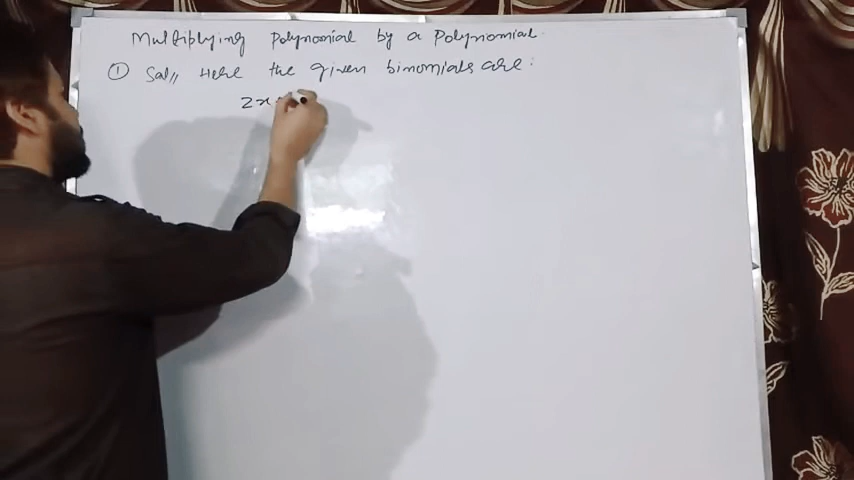 Multiplying Polynomial by a Polynomial.
① Sol// Here the given binomials are:
2x